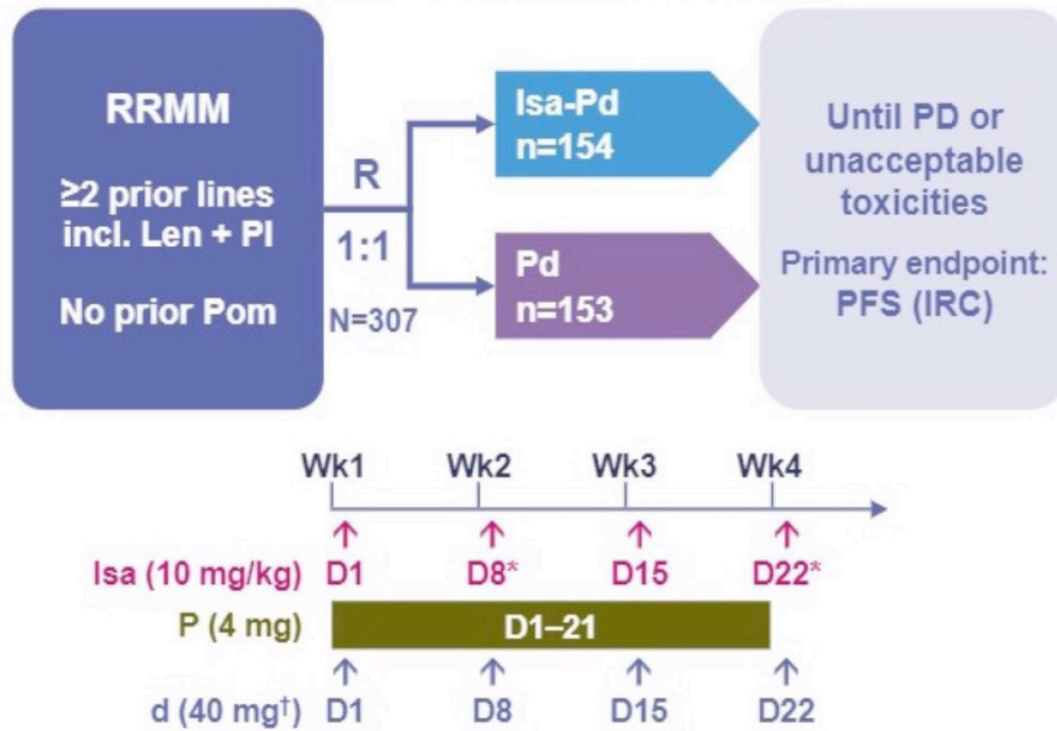 RRMM
≥2 prior lines
incl. Len + PI
No prior Pom
R
1:1
N=307
Isa-Pd
n=154
Pd
n=153
Until PD or
unacceptable
toxicities
Primary endpoint:
PFS (IRC)
Wk1 Wk2 Wk3 Wk4
Isa (10 mg/kg) D1 D8* D15 D22*
P (4 mg) D1–21
d (40 mg†) D1 D8 D15 D22